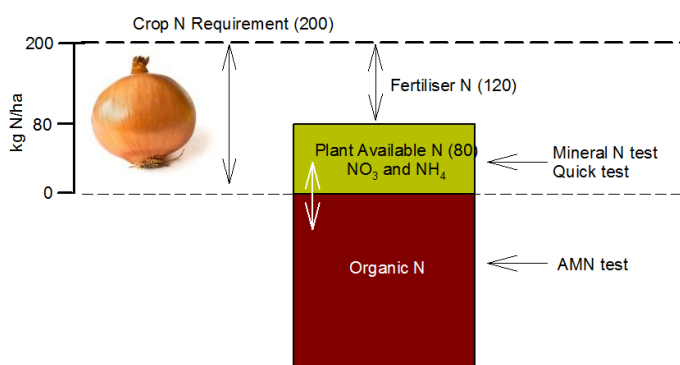 Crop N Requirement (200)
200
Fertiliser N (120)
kg N/ha
80
Plant Available N (80)
NO₃ and NH₄
Mineral N test
Quick test
0
Organic N
AMN test